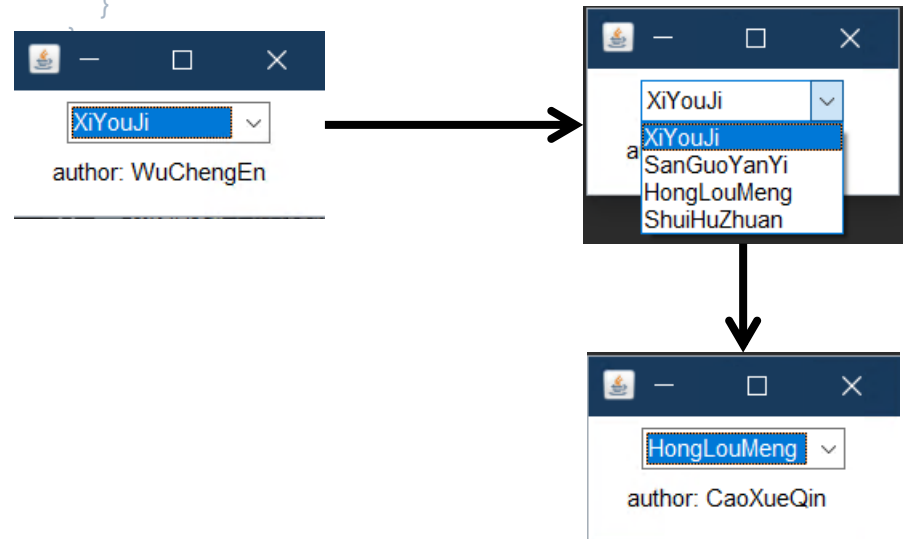 }
XiYouJi
author: WuChengEn
XiYouJi
a
XiYouJi
SanGuoYanYi
HongLouMeng
ShuiHuZhuan
HongLouMeng
author: CaoXueQin